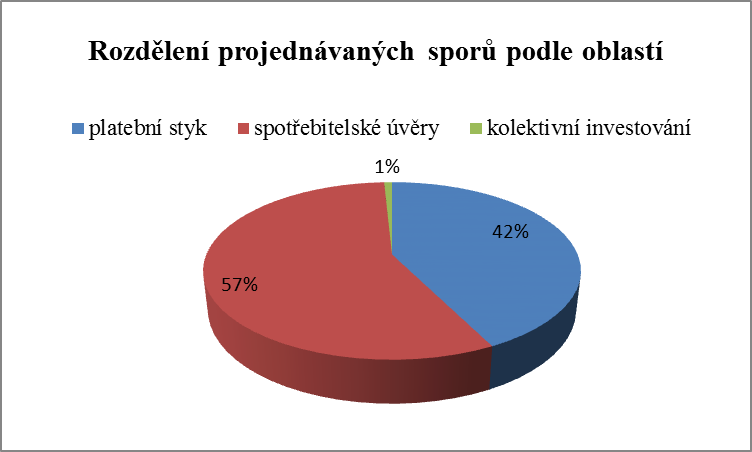 Rozdělení projednávaných sporů podle oblastí
platební styk spotřebitelské úvěry kolektivní investování
1%
42%
57%